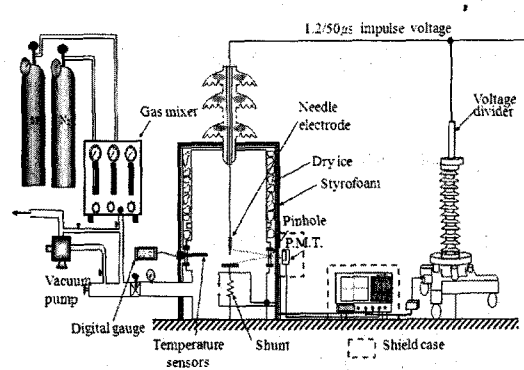 1.2/50μs impulse voltage
Gas mixer
Needle
electrode
Voltage
divider
Dry ice
Styrofoam
Pinhole
P.M.T.
Vacuum
pump
Digital gauge
Temperature
sensors
Shunt
Shield case